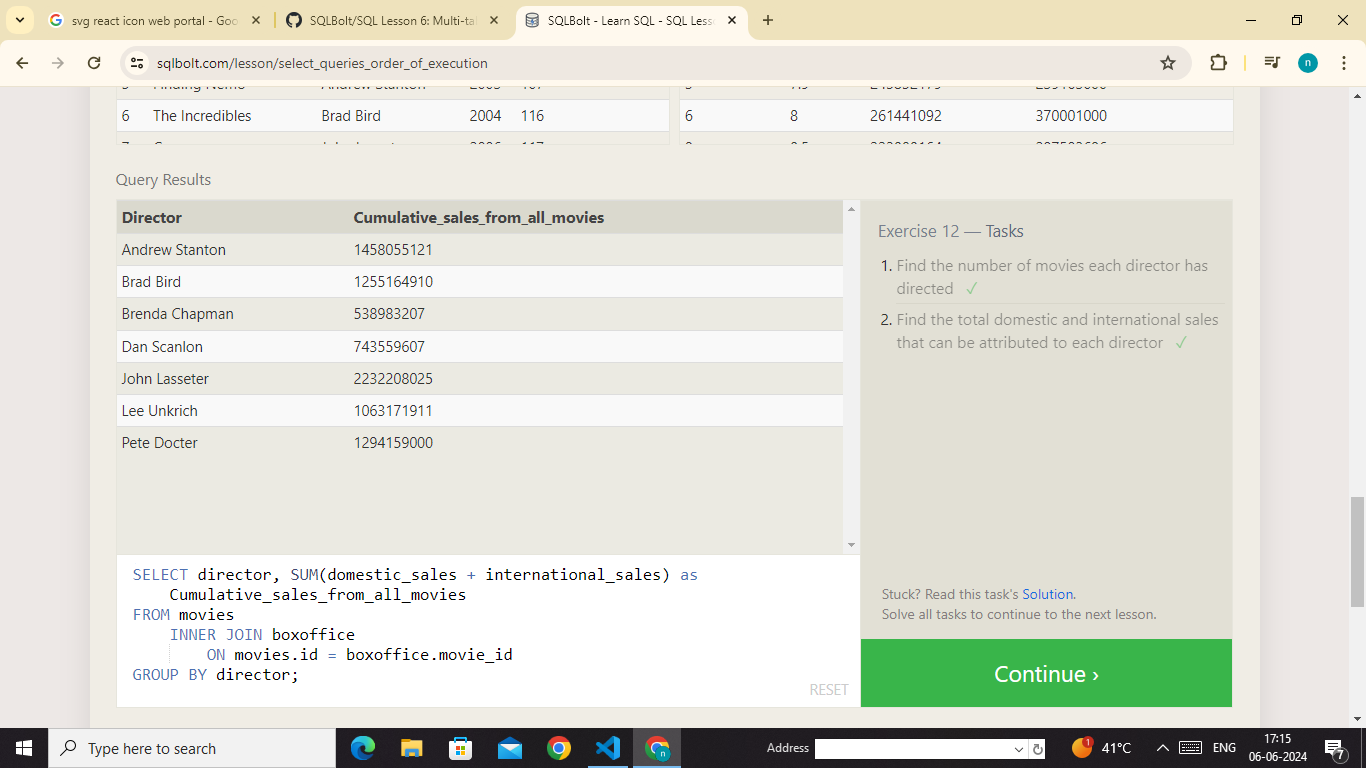 svg react icon web portal - Goo
SQLBolt/SQL Lesson 6: Multi-ta
SQLBolt - Learn SQL - SQL Less
sqlbolt.com/lesson/select_queries_order_of_execution
n
6 The Incredibles Brad Bird 2004 116
6 8 261441092 370001000
Query Results
Director Cumulative_sales_from_all_movies
Andrew Stanton 1458055121
Brad Bird 1255164910
Brenda Chapman 538983207
Dan Scanlon 743559607
John Lasseter 2232208025
Lee Unkrich 1063171911
Pete Docter 1294159000
Exercise 12 — Tasks
1. Find the number of movies each director has
directed ✓
2. Find the total domestic and international sales
that can be attributed to each director ✓
SELECT director, SUM(domestic_sales + international_sales) as
Cumulative_sales_from_all_movies
FROM movies
INNER JOIN boxoffice
ON movies.id = boxoffice.movie_id
GROUP BY director;
RESET
Stuck? Read this task's Solution.
Solve all tasks to continue to the next lesson.
Continue ›
Type here to search
n
Address
1
41°C
ENG
17:15
06-06-2024
7